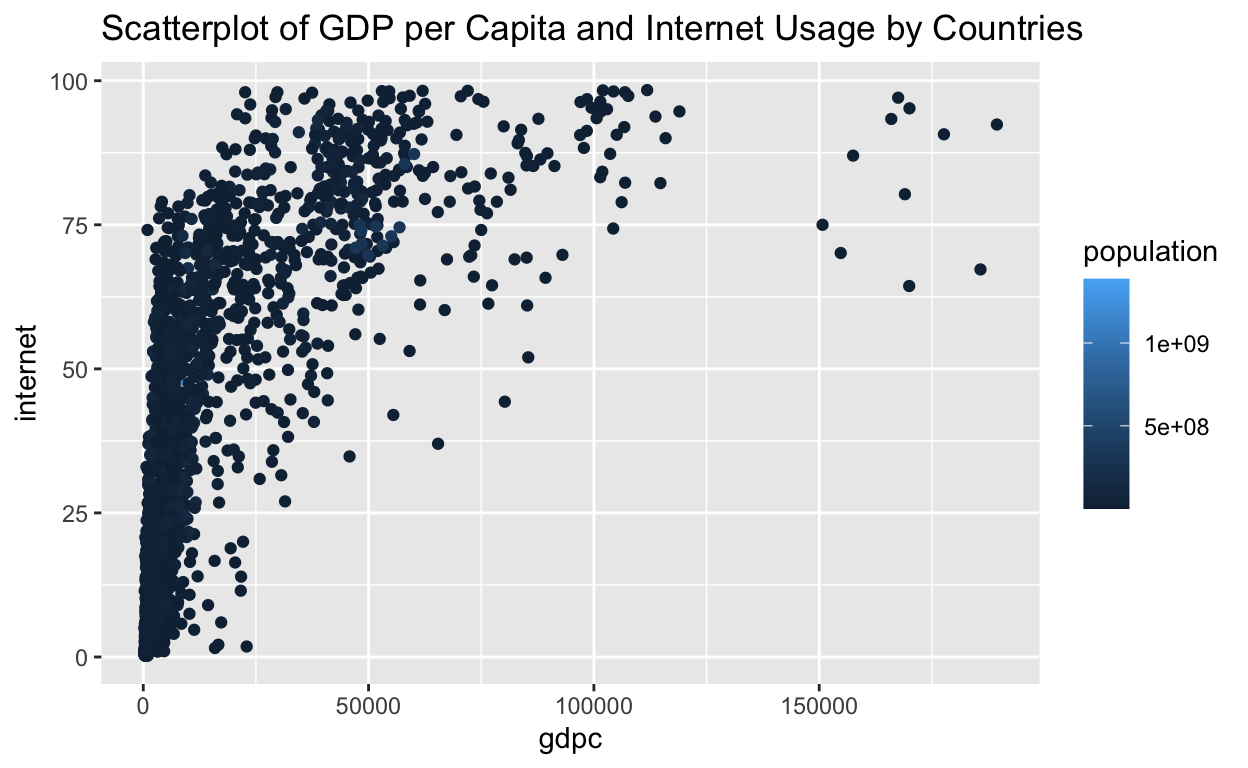 Scatterplot of GDP per Capita and Internet Usage by Countries
100
75
50
25
0
internet
0 50000 100000 150000
gdpc
population
1e+09
5e+08